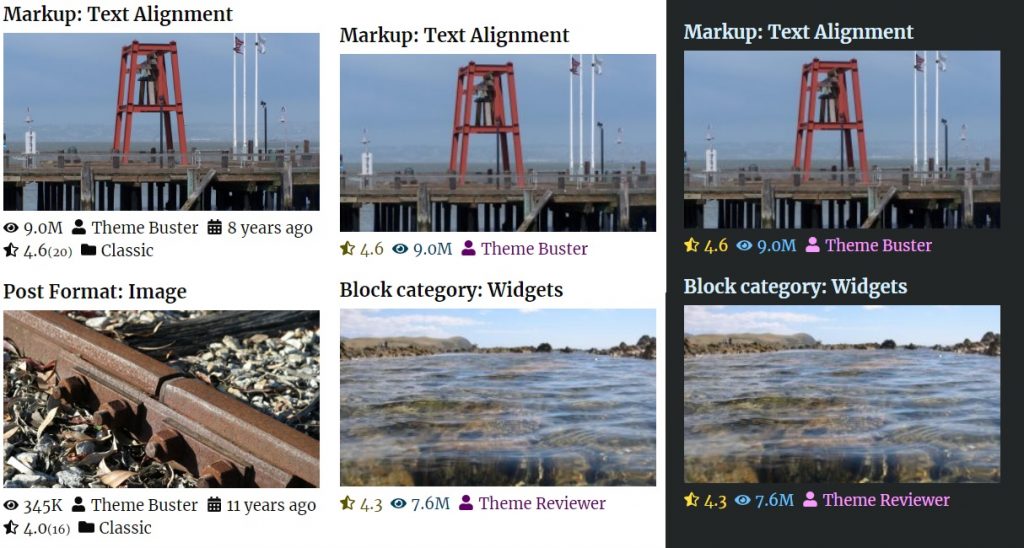 Markup: Text Alignment
9.0M Theme Buster 8 years ago
4.6(20) Classic
Post Format: Image
345K Theme Buster 11 years ago
4.0(16) Classic
Markup: Text Alignment
4.6 9.0M Theme Buster
Block category: Widgets
4.3 7.6M Theme Reviewer
Markup: Text Alignment
4.6 9.0M Theme Buster
Block category: Widgets
4.3 7.6M Theme Reviewer